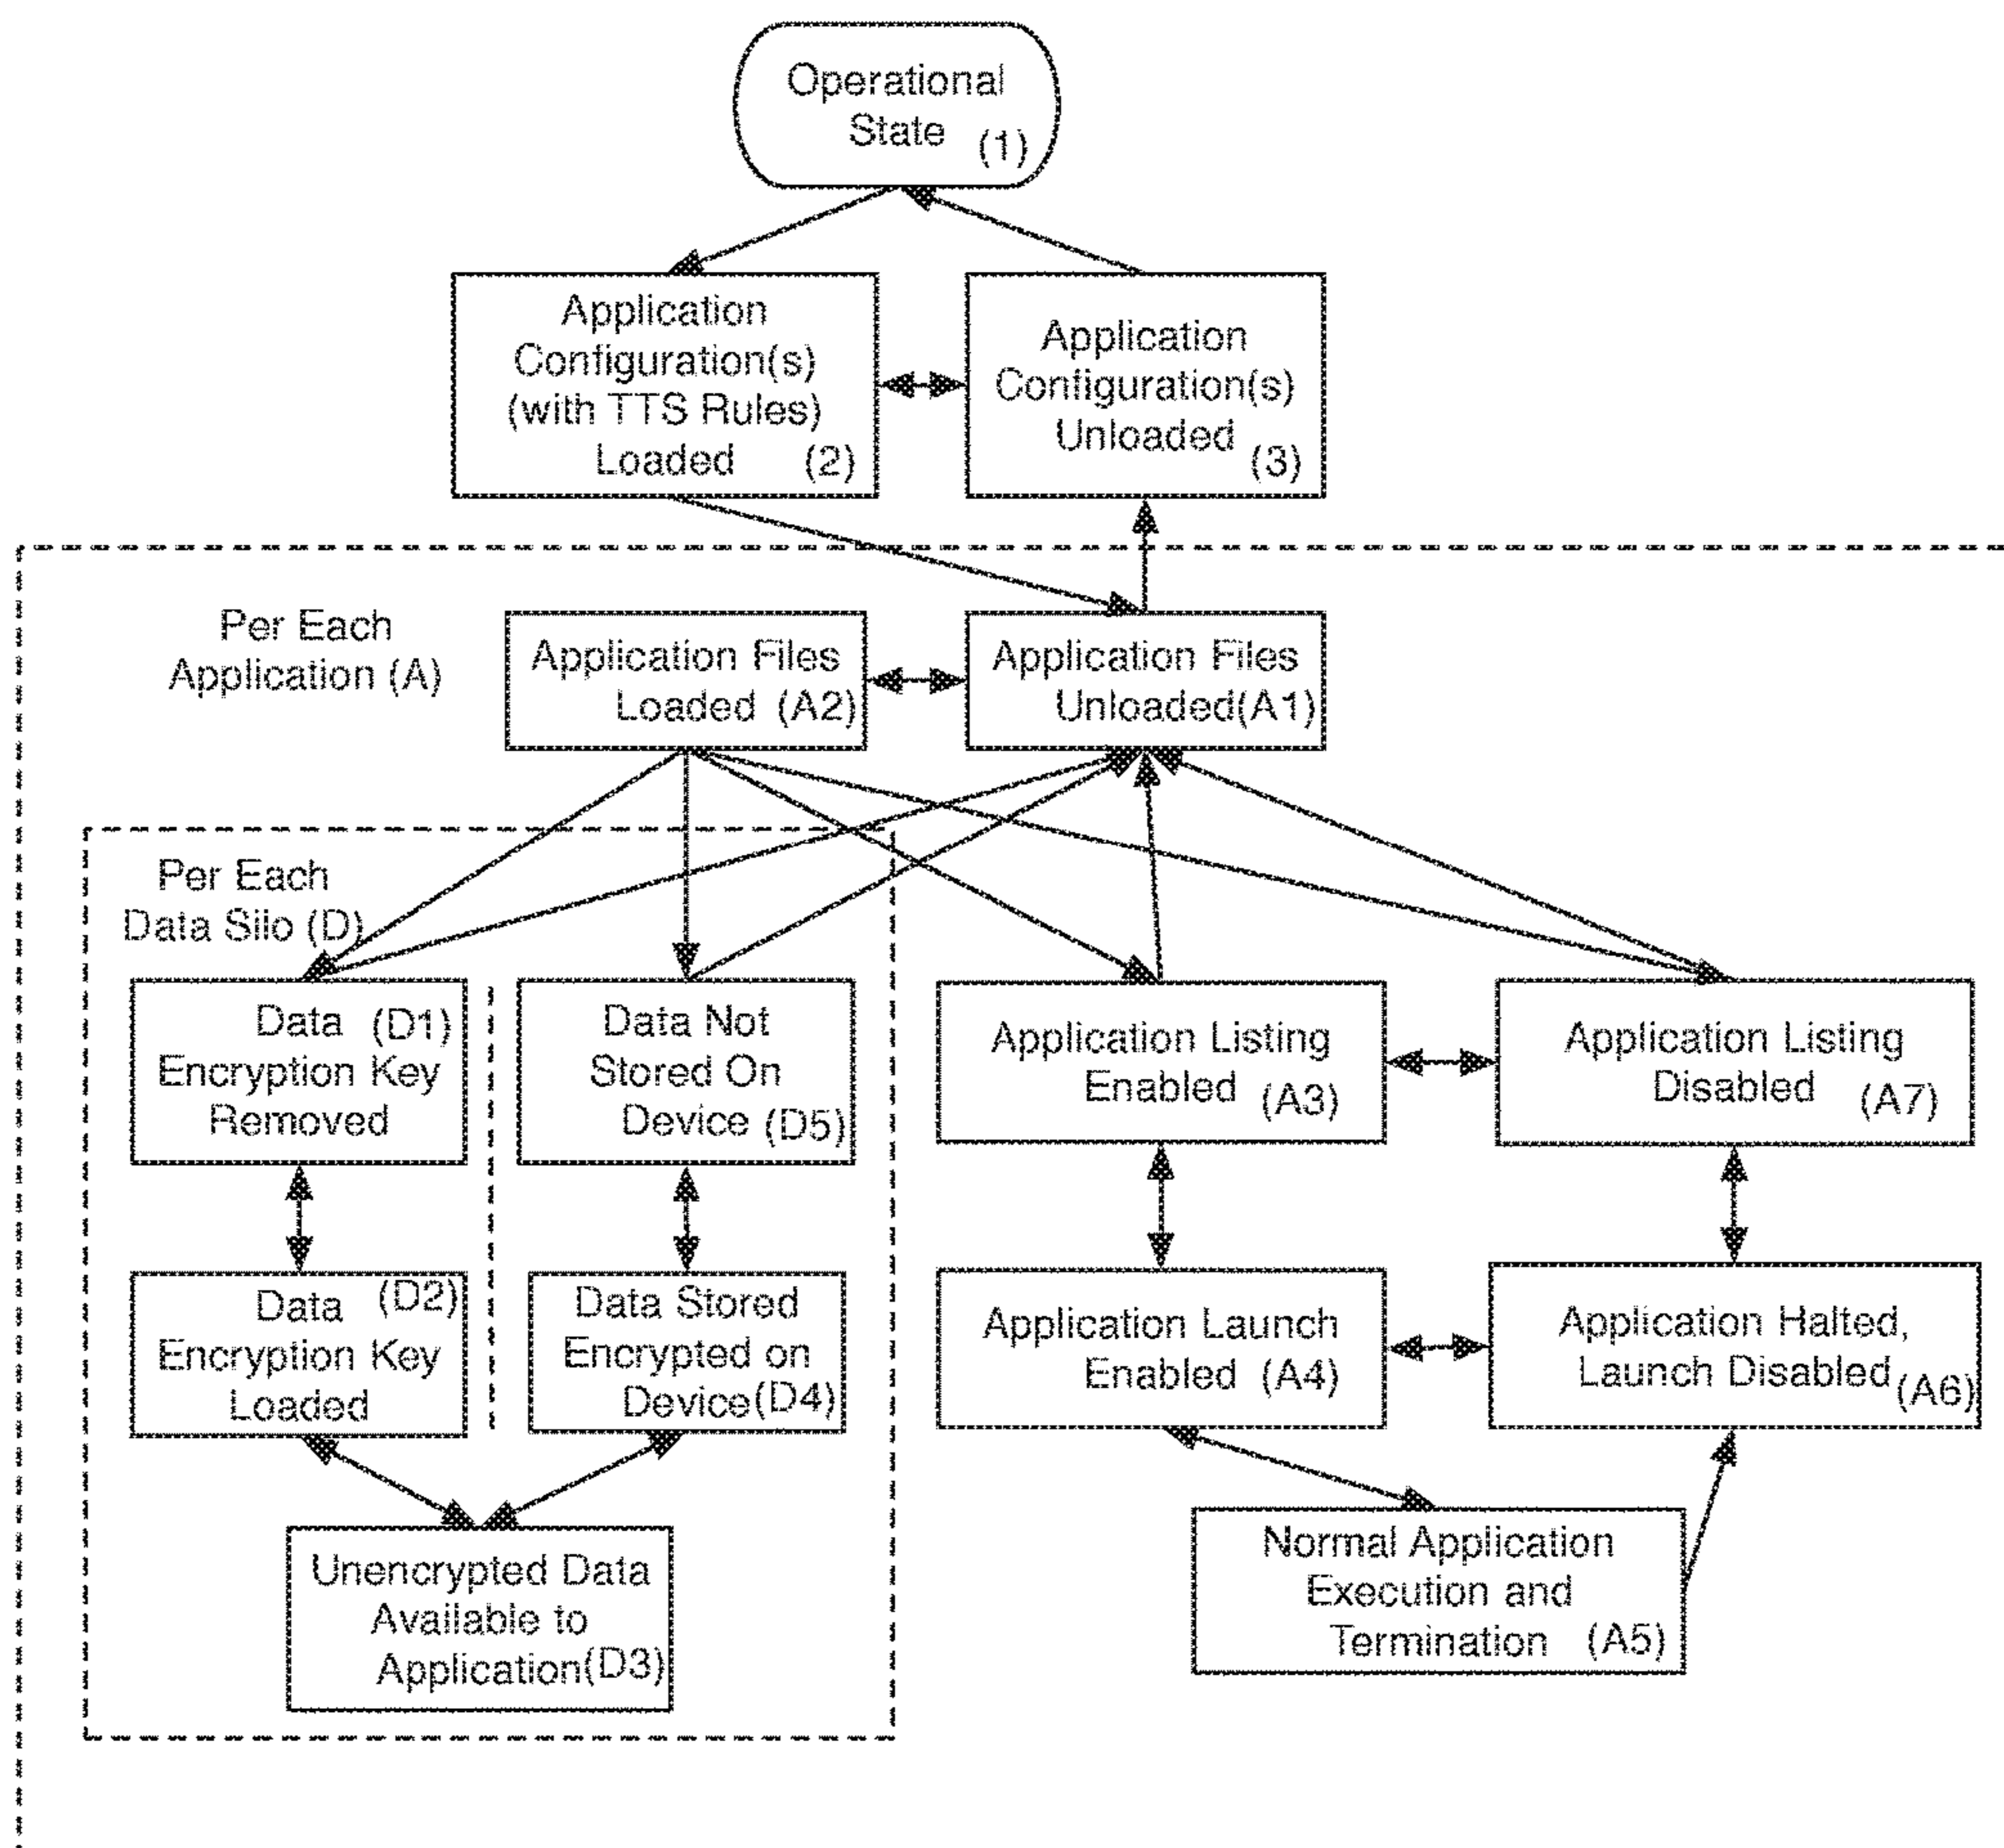 Operational
State (1)
Application
Configuration(s)
(with TTS Rules)
Loaded (2)
Application
Configuration(s)
Unloaded
(3)
Per Each
Application (A)
Application Files
Loaded (A2)
Application Files
Unloaded(A1)
Per Each
Data Silo (D)
Data (D1)
Encryption Key
Removed
Data Not
Stored On
Device (D5)
Application Listing
Enabled (A3)
Application Listing
Disabled (A7)
Data (D2)
Encryption Key
Loaded
Data Stored
Encrypted on
Device(D4)
Application Launch
Enabled (A4)
Application Halted,
Launch Disabled (A6)
Unencrypted Data
Available to
Application(D3)
Normal Application
Execution and
Termination (A5)